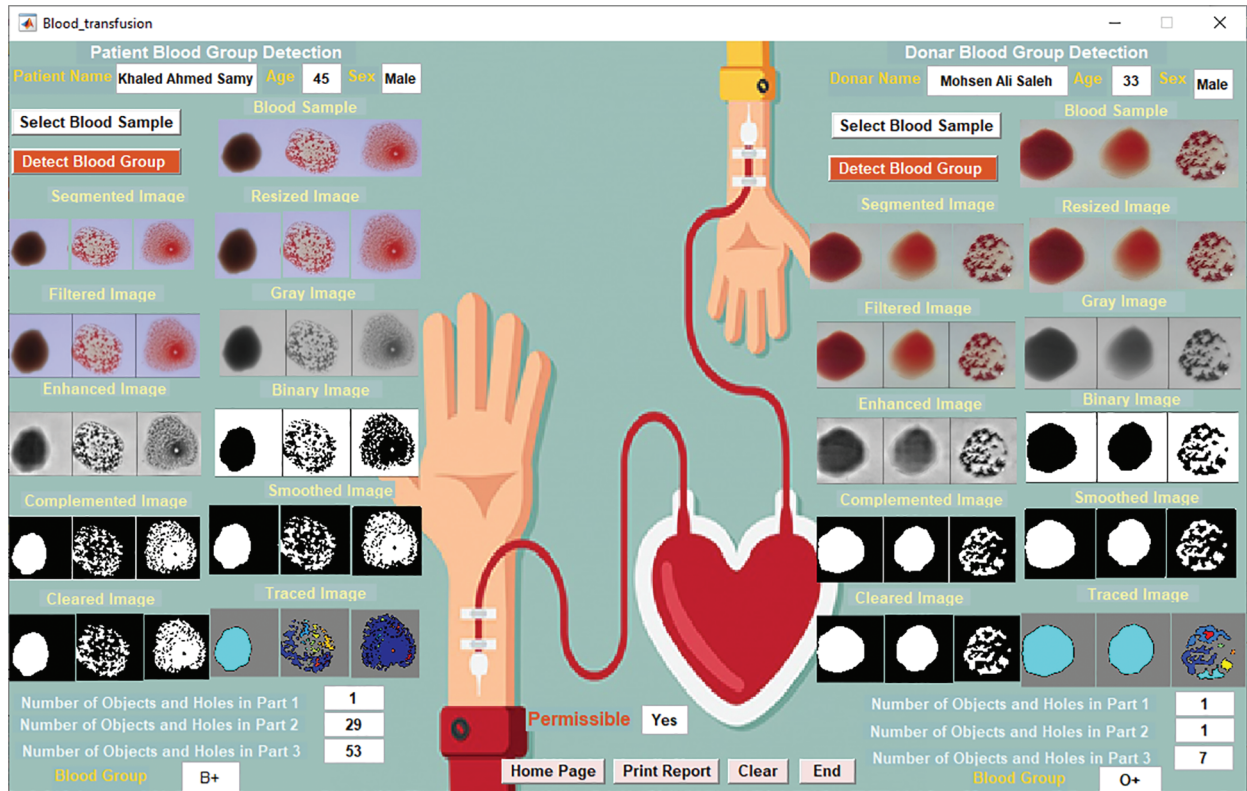 Blood_transfusion
Patient Blood Group Detection
Patient Name Khaled Ahmed Samy Age 45 Sex Male
Blood Sample
Select Blood Sample
Detect Blood Group
Segmented Image Resized Image
Filtered Image Gray Image
Enhanced Image Binary Image
Complemented Image Smoothed Image
Cleared Image Traced Image
Number of Objects and Holes in Part 1 1
Number of Objects and Holes in Part 2 29
Number of Objects and Holes in Part 3 53
Blood Group B+
Permissible Yes
Home Page Print Report Clear End
Donar Blood Group Detection
Donar Name Mohsen Ali Saleh Age 33 Sex Male
Blood Sample
Select Blood Sample
Detect Blood Group
Segmented Image Resized Image
Filtered Image Gray Image
Enhanced Image Binary Image
Complemented Image Smoothed Image
Cleared Image Traced Image
Number of Objects and Holes in Part 1 1
Number of Objects and Holes in Part 2 1
Number of Objects and Holes in Part 3 7
Blood Group O+